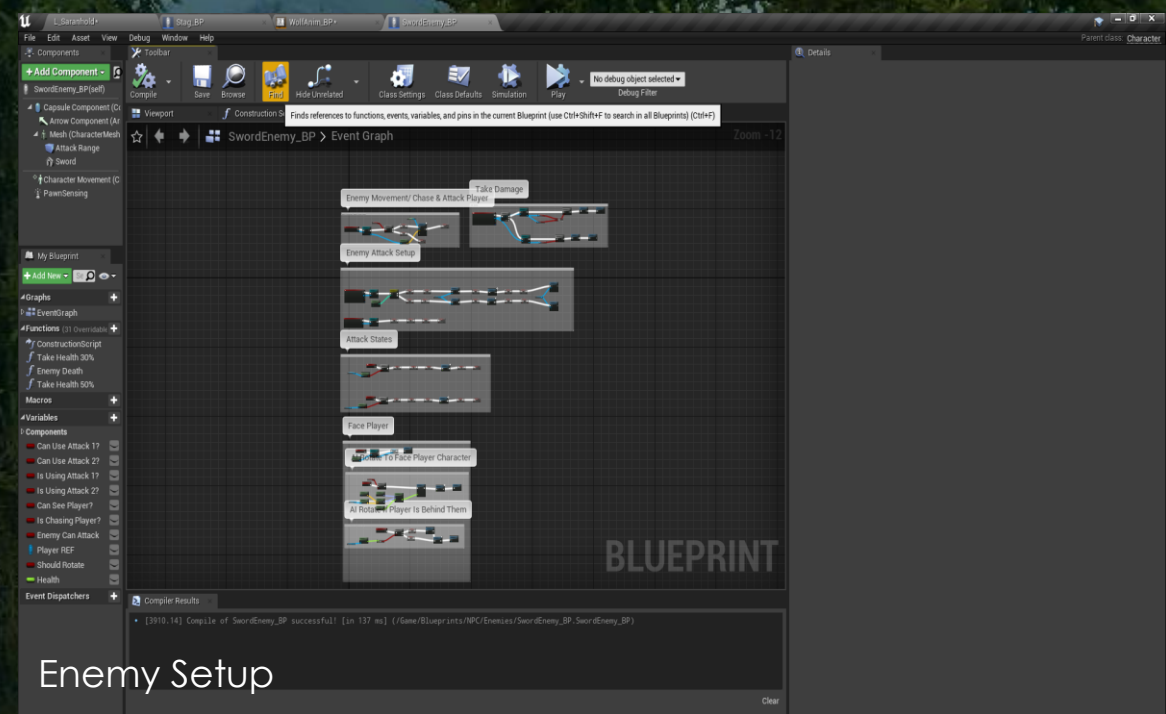 L_Saranhold•
Stag_BP
WolfAnim_BP•
SwordEnemy_BP
File Edit Asset View Debug Window Help
Parent class: Character
Components
Toolbar
Details
+Add Component
SwordEnemy_BP(self)
Capsule Component (Co
Arrow Component (Ar
Mesh (CharacterMesh
Attack Range
Sword
Character Movement (C
PawnSensing
Compile
Save
Browse
Find
Hide Unrelated
Class Settings
Class Defaults
Simulation
Play
No debug object selected
Debug Filter
Viewport
Construction S
Finds references to functions, events, variables, and pins in the current Blueprint (use Ctrl+Shift+F to search in all Blueprints) (Ctrl+F)
SwordEnemy_BP > Event Graph
Zoom -12
Take Damage
Enemy Movement/ Chase & Attack Player
Enemy Attack Setup
Attack States
Face Player
To Face Player Character
AI Rotate If Player Is Behind Them
BLUEPRINT
My Blueprint
+Add New
Graphs
EventGraph
Functions (31 Overridable
ConstructionScript
Take Health 30%
Enemy Death
Take Health 50%
Macros
Variables
Components
Can Use Attack 1?
Can Use Attack 2?
Is Using Attack 1?
Is Using Attack 2?
Can See Player?
Is Chasing Player?
Enemy Can Attack
Player REF
Should Rotate
Health
Event Dispatchers
Compiler Results
[3910.14] Compile of SwordEnemy_BP successful! [in 137 ms] (/Game/Blueprints/NPC/Enemies/SwordEnemy_BP.SwordEnemy_BP)
Clear
Enemy Setup